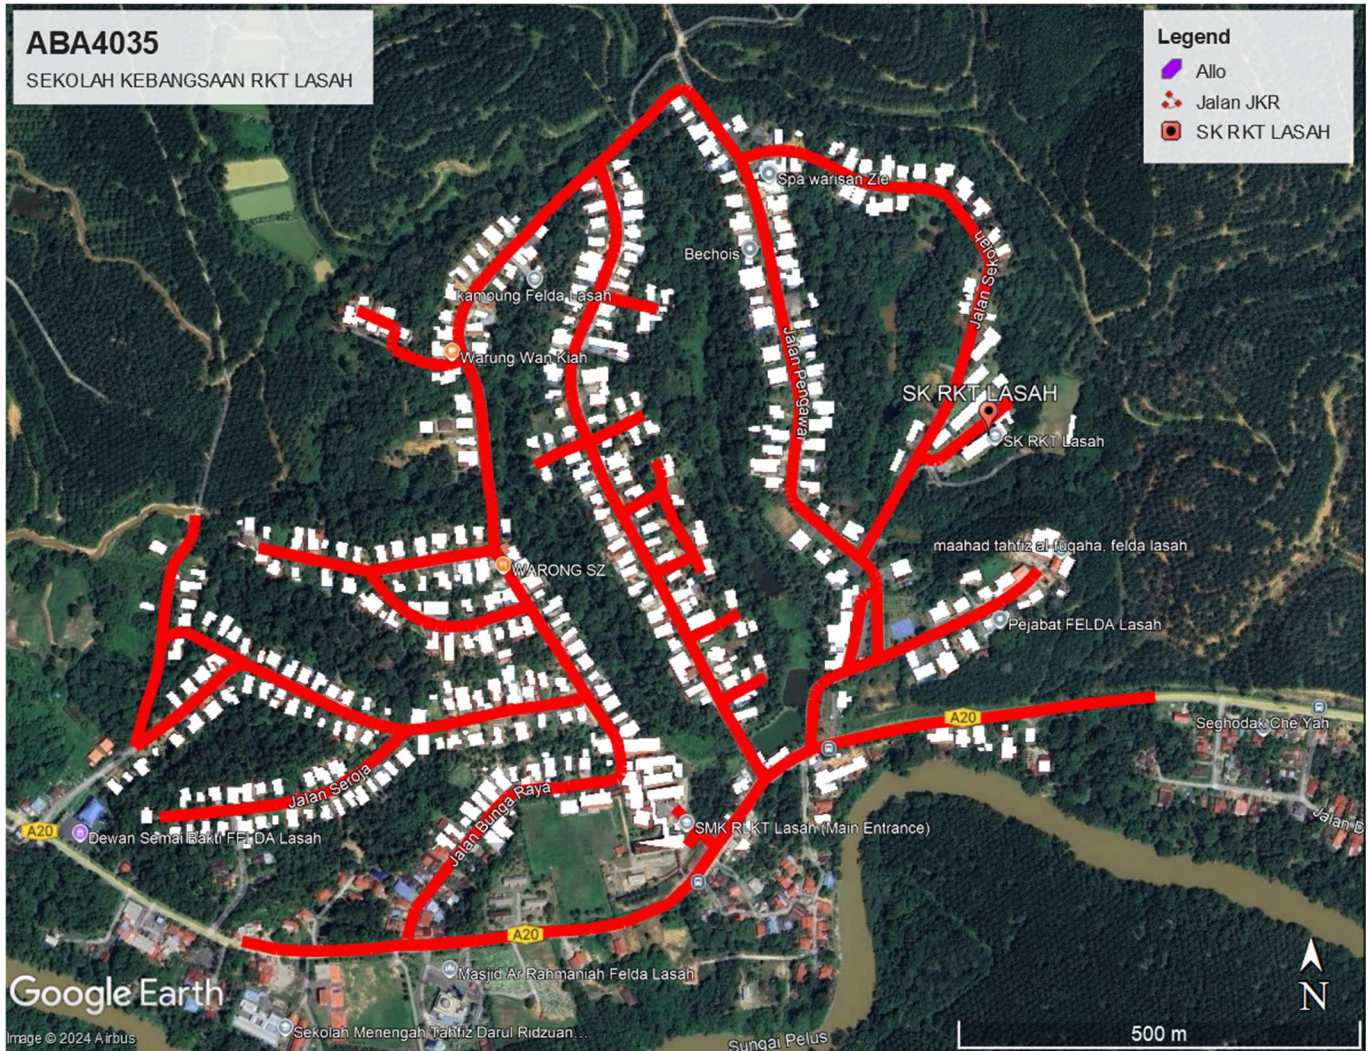 ABA4035
SEKOLAH KEBANGSAAN RKT LASAH
Legend
Allo
Jalan JKR
SK RKT LASAH
Spa warisan Zie
Bechois
Jalan Sekolah
kampung Felda Lasah
Warung Wan Kiah
Jalan Pengawa
SK RKT LASAH
SK RKT Lasah
maahad tahfiz al-fuqaha, felda lasah
WARONG SZ
Pejabat FELDA Lasah
A20
Seghodak Che Yah
Jalan Seroja
Jalan Bunga Raya
Jalan
A20
Dewan Semai Bakti FELDA Lasah
SMK RLKT Lasah (Main Entrance)
A20
Masjid Ar Rahmaniah Felda Lasah
Google Earth
N
Sekolah Menengah Tahfiz Darul Ridzuan...
500 m
Image © 2024 Airbus
Sungai Pelus